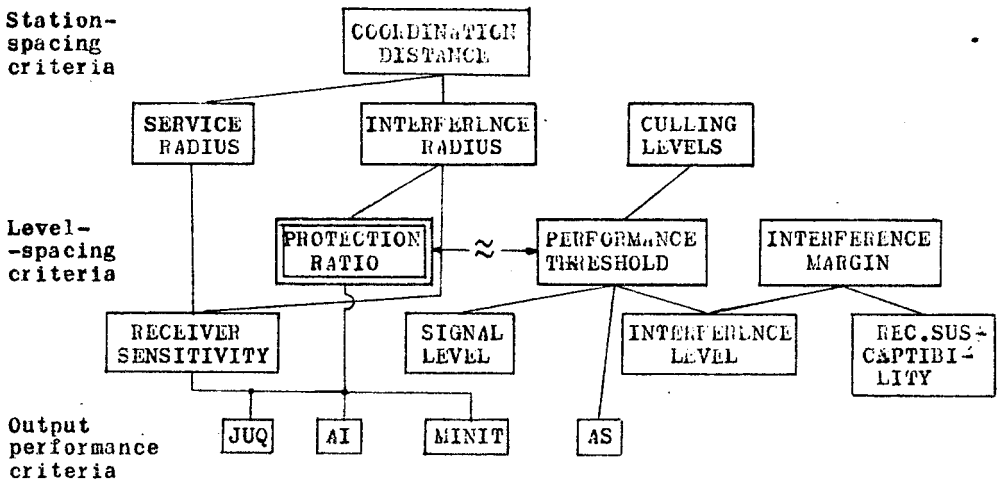 Station-
spacing
criteria
COORDINATION
DISTANCE
SERVICE
RADIUS
INTERFERENCE
RADIUS
CULLING
LEVELS
Level-
-spacing
criteria
PROTECTION
RATIO
≈
PERFORMANCE
THRESHOLD
INTERFERENCE
MARGIN
RECEIVER
SENSITIVITY
SIGNAL
LEVEL
INTERFERENCE
LEVEL
REC.SUS-
CAPTIBI-
LITY
Output
performance
criteria
JUQ
AI
MINIT
AS